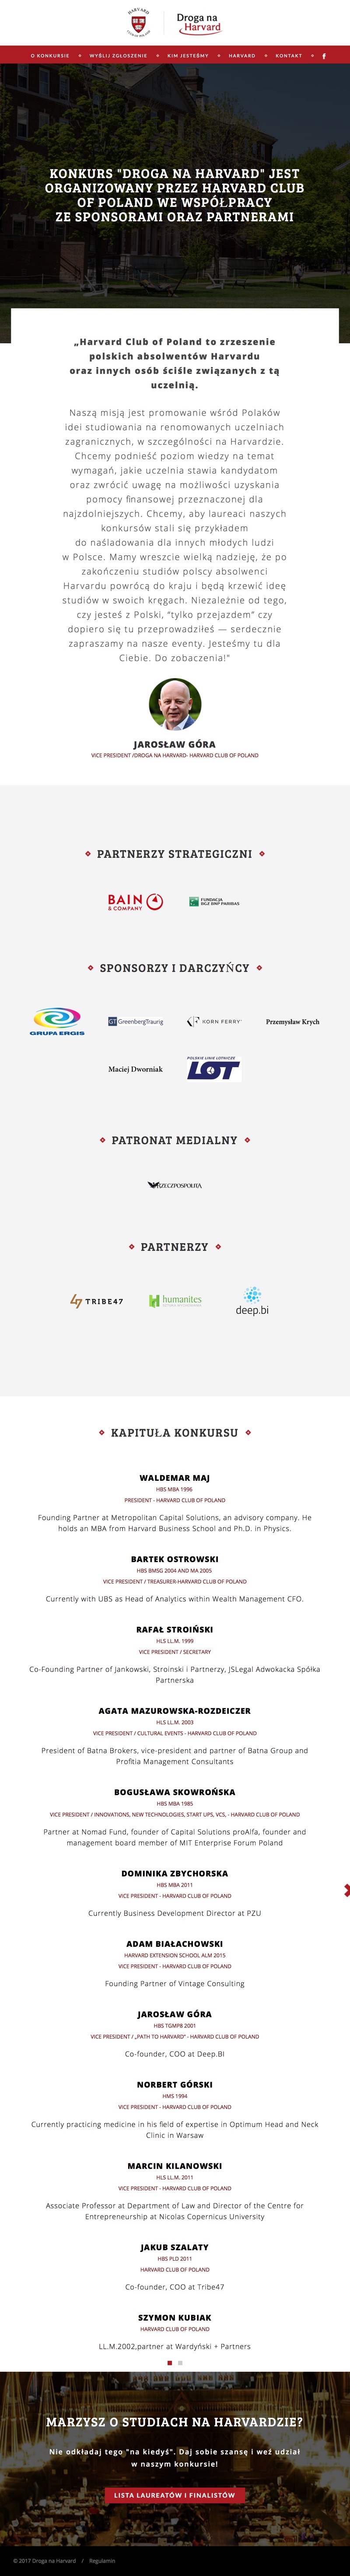 HARVARD
CLUB OF POLAND
Droga na
HARVARD
O KONKURSIE
WYŚLIJ ZGŁOSZENIE
KIM JESTEŚMY
HARVARD
KONTAKT
f
KONKURS "DROGA NA HARVARD" JEST
ORGANIZOWANY PRZEZ HARVARD CLUB
OF POLAND WE WSPÓŁPRACY
ZE SPONSORAMI ORAZ PARTNERAMI
„Harvard Club of Poland to zrzeszenie
polskich absolwentów Harvardu
oraz innych osób ściśle związanych z tą
uczelnią.
Naszą misją jest promowanie wśród Polaków
idei studiowania na renomowanych uczelniach
zagranicznych, w szczególności na Harvardzie.
Chcemy podnieść poziom wiedzy na temat
wymagań, jakie uczelnia stawia kandydatom
oraz zwrócić uwagę na możliwości uzyskania
pomocy finansowej przeznaczonej dla
najzdolniejszych. Chcemy, aby laureaci naszych
konkursów stali się przykładem
do naśladowania dla innych młodych ludzi
w Polsce. Mamy wreszcie wielką nadzieję, że po
zakończeniu studiów polscy absolwenci
Harvardu powrócą do kraju i będą krzewić ideę
studiów w swoich kręgach. Niezależnie od tego,
czy jesteś z Polski, "tylko przejazdem" czy
dopiero się tu przeprowadziłeś — serdecznie
zapraszamy na nasze eventy. Jesteśmy tu dla
Ciebie. Do zobaczenia!"
JAROSŁAW GÓRA
VICE PRESIDENT /DROGA NA HARVARD- HARVARD CLUB OF POLAND
PARTNERZY STRATEGICZNI
BAIN
& COMPANY
FUNDACJA
BGŻ BNP PARIBAS
SPONSORZY I DARCZYŃCY
GRUPA ERGIS
GT GreenbergTraurig
KORN FERRY
Przemysław Krych
Maciej Dworniak
POLSKIE LINIE LOTNICZE
LOT
PATRONAT MEDIALNY
RZECZPOSPOLITA
PARTNERZY
47 TRIBE47
humanites
deep.bi
KAPITUŁA KONKURSU
WALDEMAR MAJ
HBS MBA 1996
PRESIDENT - HARVARD CLUB OF POLAND
Founding Partner at Metropolitan Capital Solutions, an advisory company. He
holds an MBA from Harvard Business School and Ph.D. in Physics.
BARTEK OSTROWSKI
HBS BMSG 2004 AND MA 2005
VICE PRESIDENT / TREASURER-HARVARD CLUB OF POLAND
Currently with UBS as Head of Analytics within Wealth Management CFO.
RAFAŁ STROIŃSKI
HLS LL.M. 1999
VICE PRESIDENT / SECRETARY
Co-Founding Partner of Jankowski, Stroinski i Partnerzy, JSLegal Adwokacka Spółka
Partnerska
AGATA MAZUROWSKA-ROZDEICZER
HLS LL.M. 2003
VICE PRESIDENT / CULTURAL EVENTS - HARVARD CLUB OF POLAND
President of Batna Brokers, vice-president and partner of Batna Group and
Profitia Management Consultants
BOGUSŁAWA SKOWROŃSKA
HBS MBA 1985
VICE PRESIDENT / INNOVATIONS, NEW TECHNOLOGIES, START UPS, VCS, - HARVARD CLUB OF POLAND
Partner at Nomad Fund, founder of Capital Solutions proAlfa, founder and
management board member of MIT Enterprise Forum Poland
DOMINIKA ZBYCHORSKA
HBS MBA 2011
VICE PRESIDENT - HARVARD CLUB OF POLAND
Currently Business Development Director at PZU
ADAM BIAŁACHOWSKI
HARVARD EXTENSION SCHOOL ALM 2015
VICE PRESIDENT - HARVARD CLUB OF POLAND
Founding Partner of Vintage Consulting
JAROSŁAW GÓRA
HBS TGMP8 2001
VICE PRESIDENT / „PATH TO HARVARD" - HARVARD CLUB OF POLAND
Co-founder, COO at Deep.BI
NORBERT GÓRSKI
HMS 1994
VICE PRESIDENT - HARVARD CLUB OF POLAND
Currently practicing medicine in his field of expertise in Optimum Head and Neck
Clinic in Warsaw
MARCIN KILANOWSKI
HLS LL.M. 2011
VICE PRESIDENT - HARVARD CLUB OF POLAND
Associate Professor at Department of Law and Director of the Centre for
Entrepreneurship at Nicolas Copernicus University
JAKUB SZALATY
HBS PLD 2011
HARVARD CLUB OF POLAND
Co-founder, COO at Tribe47
SZYMON KUBIAK
HARVARD CLUB OF POLAND
LL.M.2002,partner at Wardyński + Partners
MARZYSZ O STUDIACH NA HARVARDZIE?
Nie odkładaj tego "na kiedyś". Daj sobie szansę i weź udział
w naszym konkursie!
LISTA LAUREATÓW I FINALISTÓW
© 2017 Droga na Harvard / Regulamin